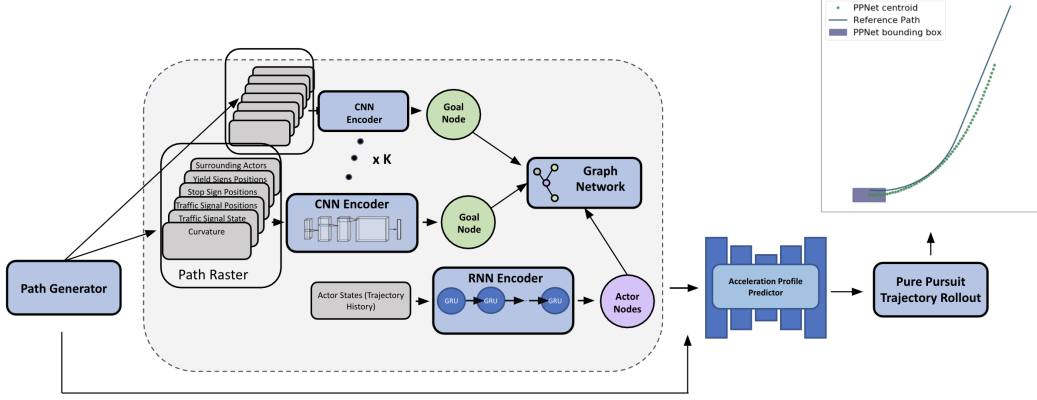 PPNet centroid
Reference Path
PPNet bounding box
CNN
Encoder
Goal
Node
x K
Graph
Network
Surrounding Actors
Yield Signs Positions
Stop Sign Positions
Traffic Signal Positions
Traffic Signal State
Curvature
Path Raster
CNN Encoder
Goal
Node
Path Generator
Actor States (Trajectory
History)
RNN Encoder
GRU
GRU
GRU
Actor
Nodes
Acceleration Profile
Predictor
Pure Pursuit
Trajectory Rollout